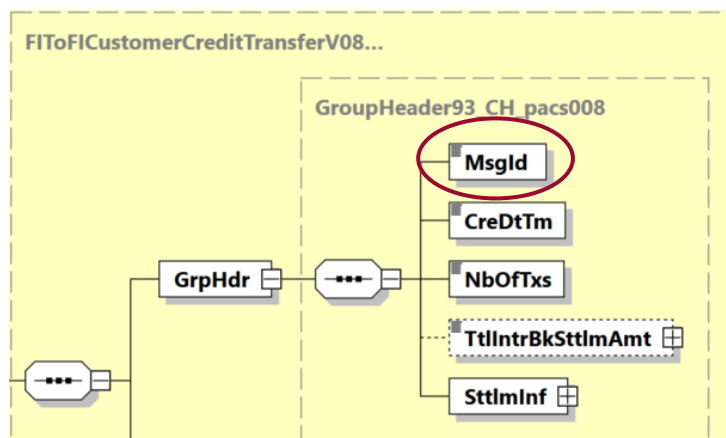 FIToFICustomerCreditTransferV08...
GroupHeader93_CH_pacs008
MsgId
CreDtTm
GrpHdr
NbOfTxs
TtlIntrBkSttlmAmt
SttlmInf